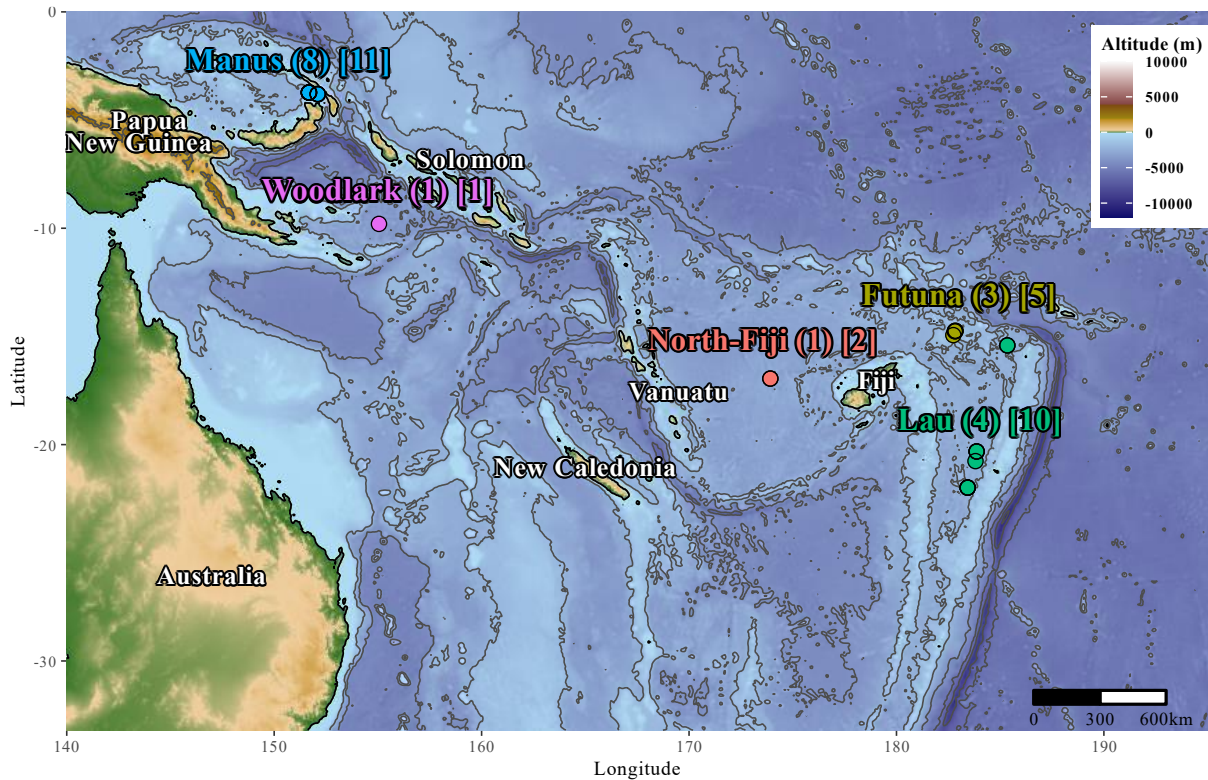 0
Manus (8) [11]
Altitude (m)
10000
5000
0
-5000
-10000
Papua
New Guinea
Solomon
Woodlark (1) [1]
-10
Futuna (3) [5]
North-Fiji (1) [2]
Fiji
Vanuatu
Lau (4) [10]
-20
New Caledonia
Australia
-30
0 300 600km
140 150 160 170 180 190
Longitude
Latitude